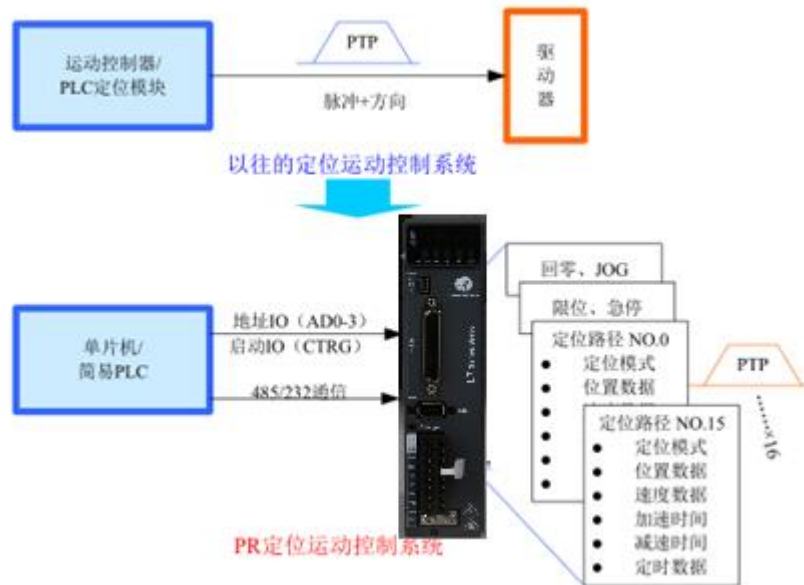 运动控制器/
PLC定位模块
PTP
脉冲+方向
驱
动
器
以往的定位运动控制系统
单片机/
简易PLC
地址IO（AD0-3）
启动IO（CTRG）
485/232通信
回零、JOG
限位、急停
定位路径 NO.0
● 定位模式
● 位置数据
●
●
●
●
定位路径 NO.15
● 定位模式
● 位置数据
● 速度数据
● 加速时间
● 减速时间
● 定时数据
PTP
……×16
PR定位运动控制系统